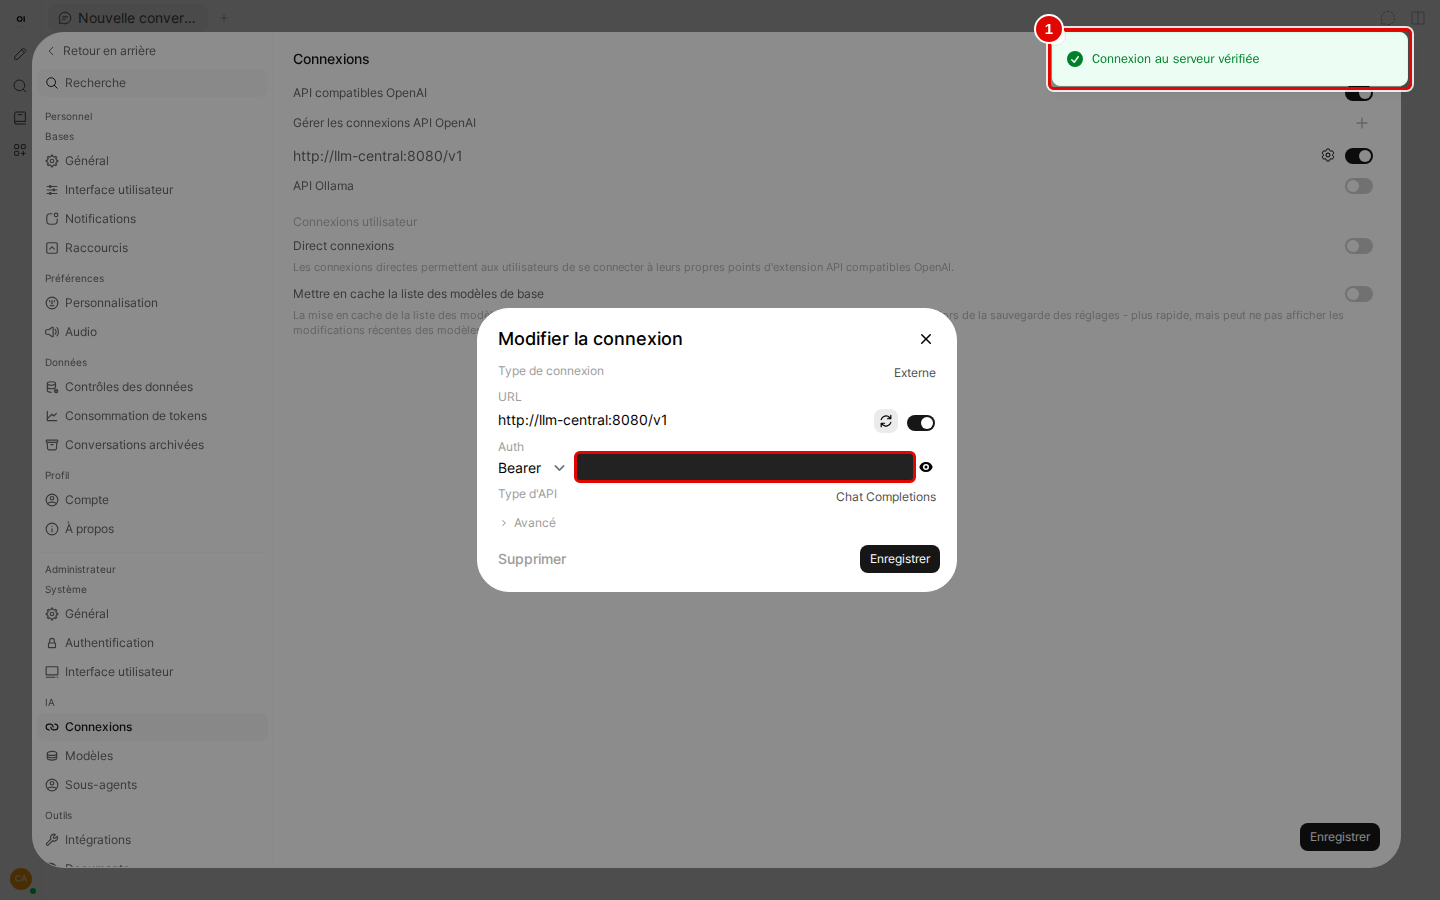 OI
Nouvelle conver...
1
Connexion au serveur vérifiée
Retour en arrière
Recherche
Personnel
Bases
Général
Interface utilisateur
Notifications
Raccourcis
Préférences
Personnalisation
Audio
Données
Contrôles des données
Consommation de tokens
Conversations archivées
Profil
Compte
À propos
Administrateur
Système
Général
Authentification
Interface utilisateur
IA
Connexions
Modèles
Sous-agents
Outils
Intégrations
CA
Connexions
API compatibles OpenAI
Gérer les connexions API OpenAI
http://llm-central:8080/v1
API Ollama
Connexions utilisateur
Direct connexions
Les connexions directes permettent aux utilisateurs de se connecter à leurs propres points d'extension API compatibles OpenAI.
Mettre en cache la liste des modèles de base
La mise en cache de la liste des de la sauvegarde des réglages - plus rapide, mais peut ne pas afficher les
modifications récentes des
Modifier la connexion
Type de connexion
Externe
URL
http://llm-central:8080/v1
Auth
Bearer
Type d'API
Chat Completions
Avancé
Supprimer
Enregistrer
Enregistrer